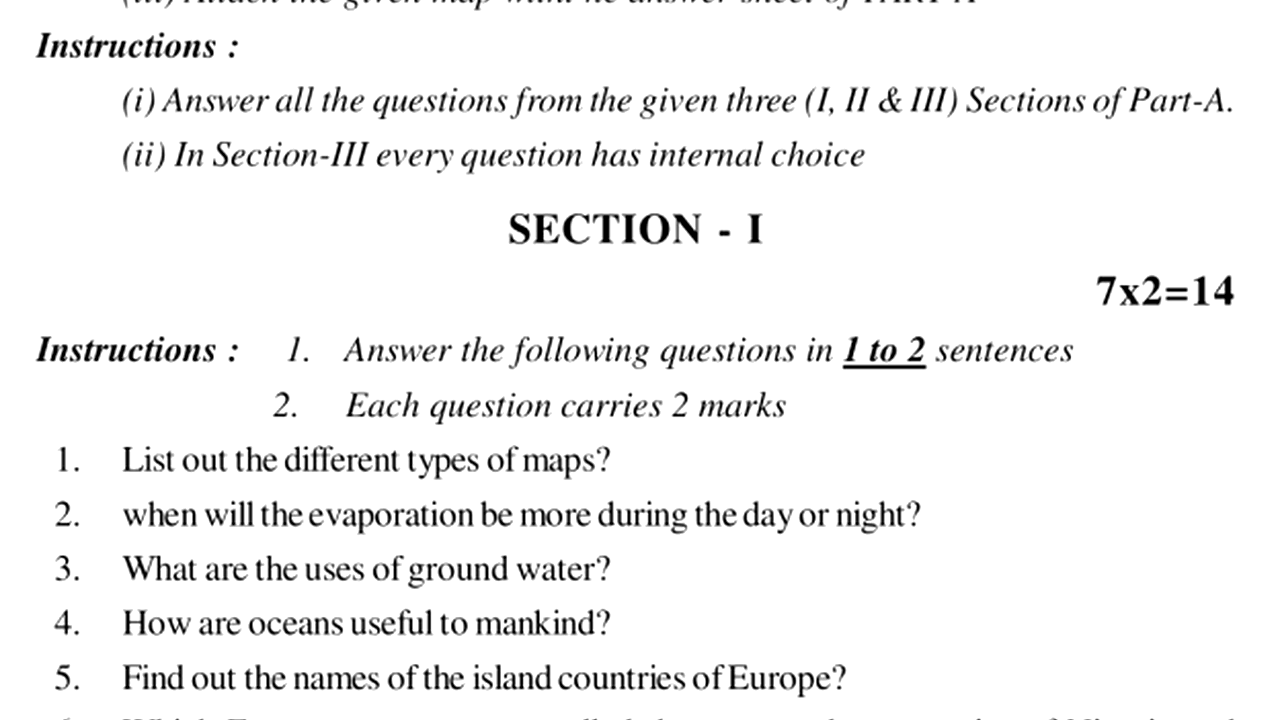 Instructions :
(i) Answer all the questions from the given three (I, II & III) Sections of Part-A.
(ii) In Section-III every question has internal choice
SECTION - I
7x2=14
Instructions : 1. Answer the following questions in 1 to 2 sentences
2. Each question carries 2 marks
1. List out the different types of maps?
2. when will the evaporation be more during the day or night?
3. What are the uses of ground water?
4. How are oceans useful to mankind?
5. Find out the names of the island countries of Europe?